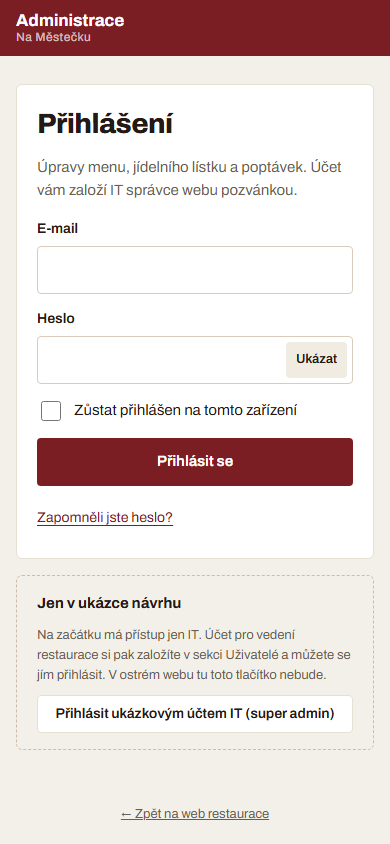 Administrace
Na Městečku
Přihlášení
Úpravy menu, jídelního lístku a poptávek. Účet
vám založí IT správce webu pozvánkou.
E-mail
Heslo
Ukázat
Zůstat přihlášen na tomto zařízení
Přihlásit se
Zapomněli jste heslo?
Jen v ukázce návrhu
Na začátku má přístup jen IT. Účet pro vedení
restaurace si pak založíte v sekci Uživatelé a můžete se
jím přihlásit. V ostrém webu tu toto tlačítko nebude.
Přihlásit ukázkovým účtem IT (super admin)
← Zpět na web restaurace